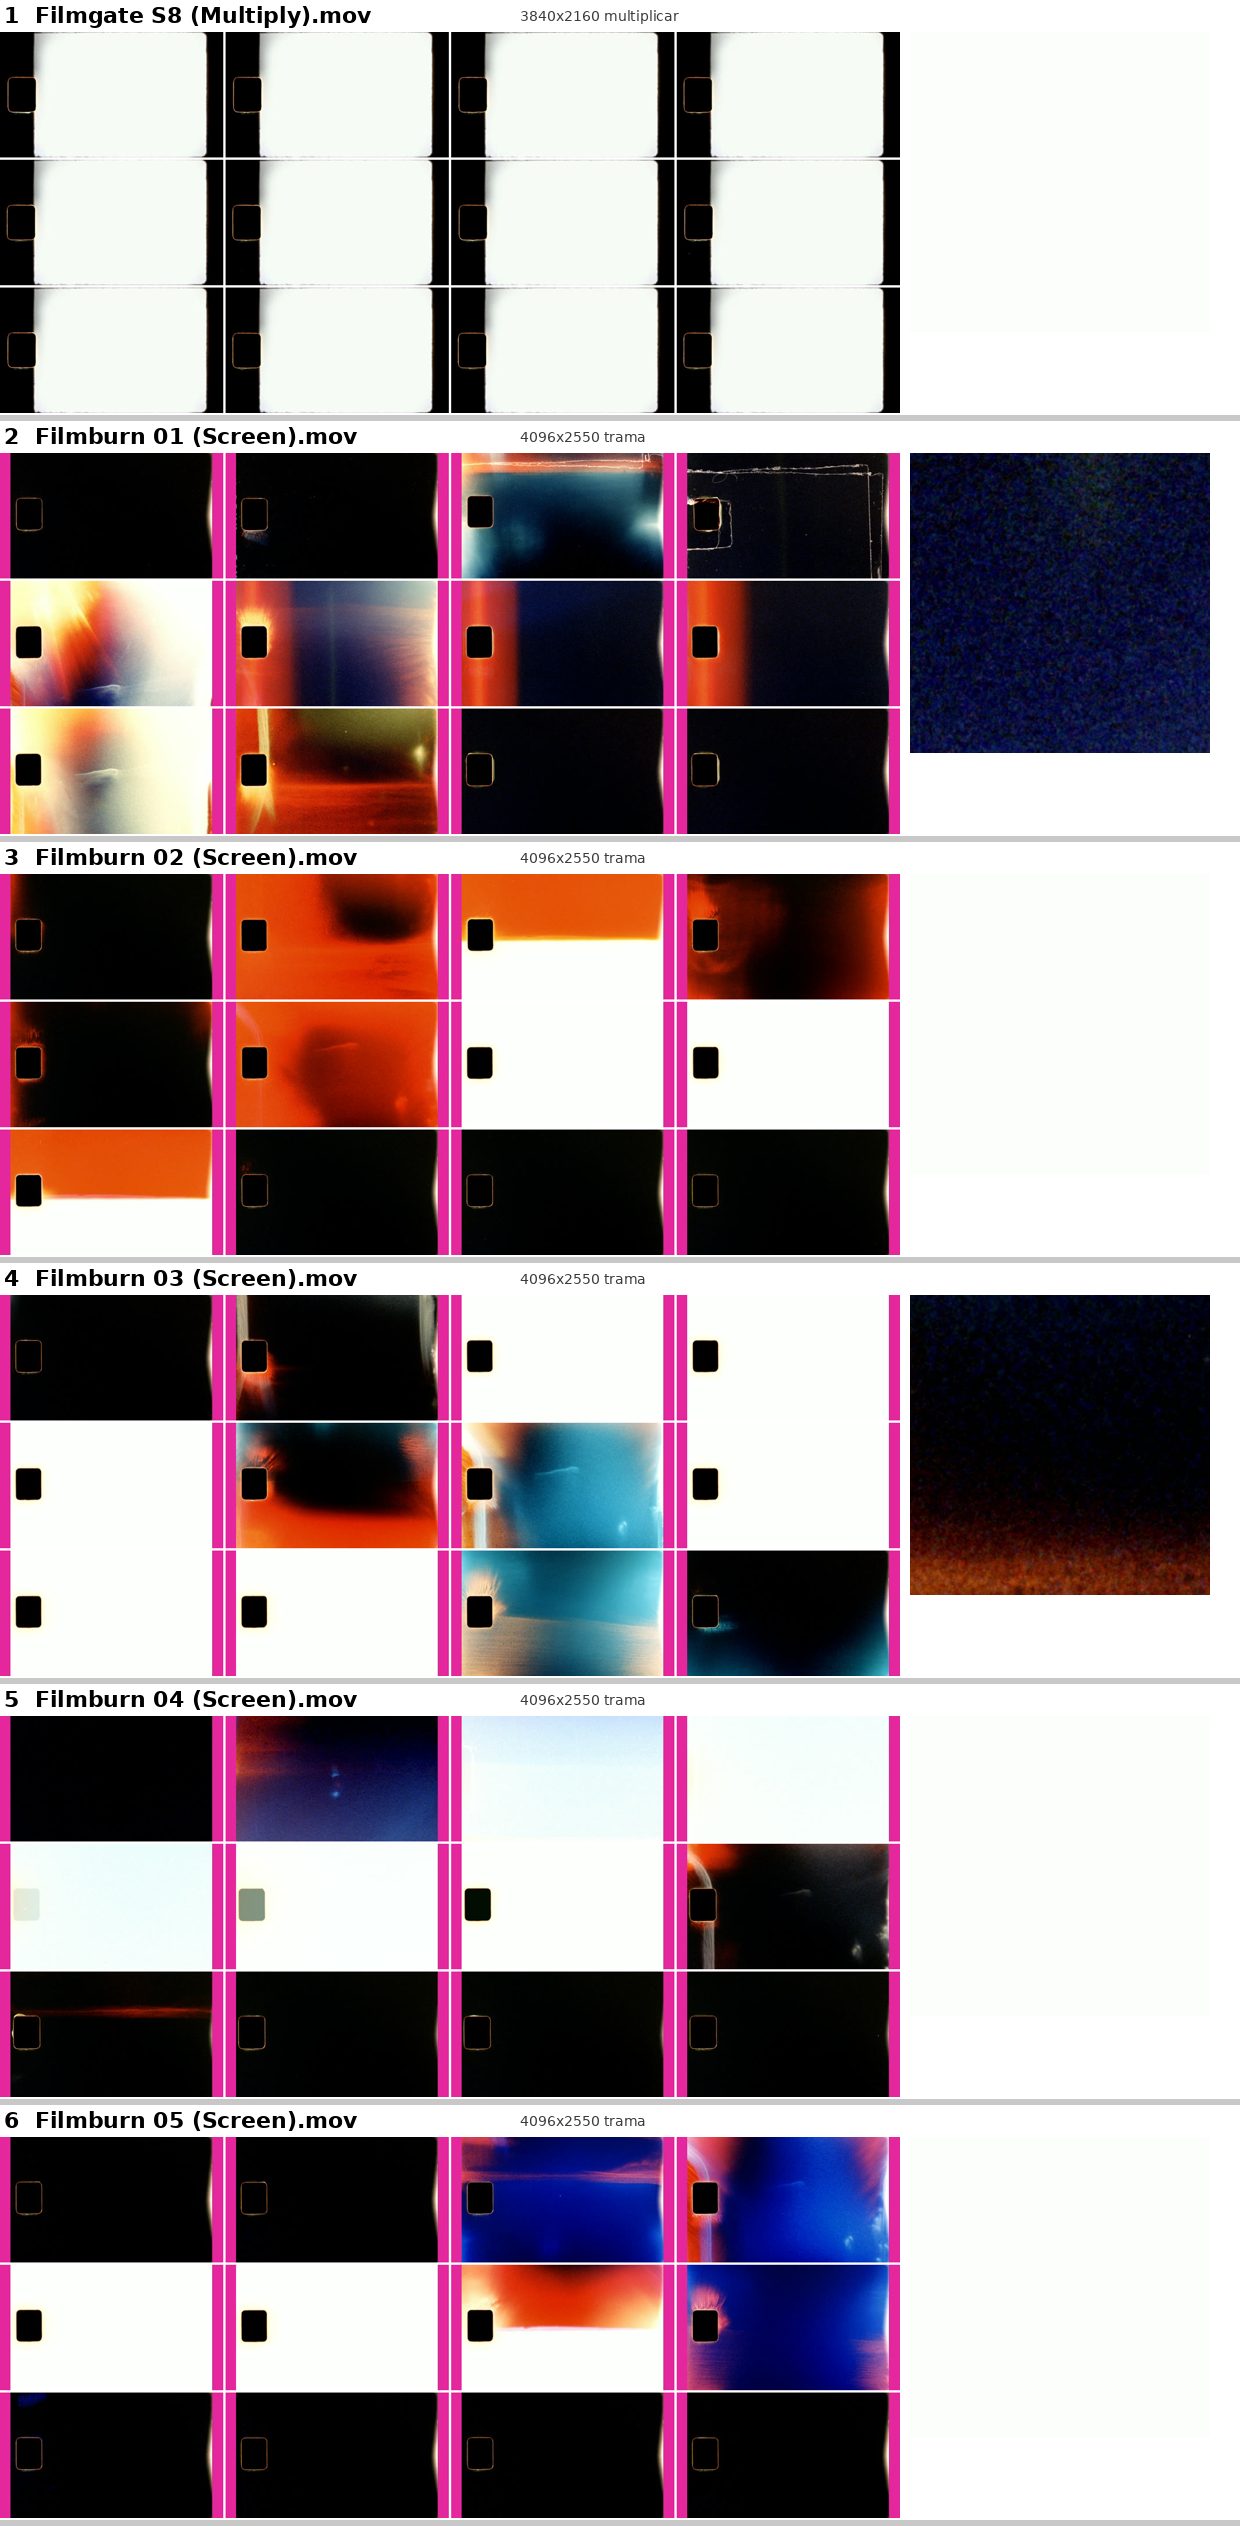 1 Filmgate S8 (Multiply).mov 3840x2160 multiplicar
2 Filmburn 01 (Screen).mov 4096x2550 trama
3 Filmburn 02 (Screen).mov 4096x2550 trama
4 Filmburn 03 (Screen).mov 4096x2550 trama
5 Filmburn 04 (Screen).mov 4096x2550 trama
6 Filmburn 05 (Screen).mov 4096x2550 trama